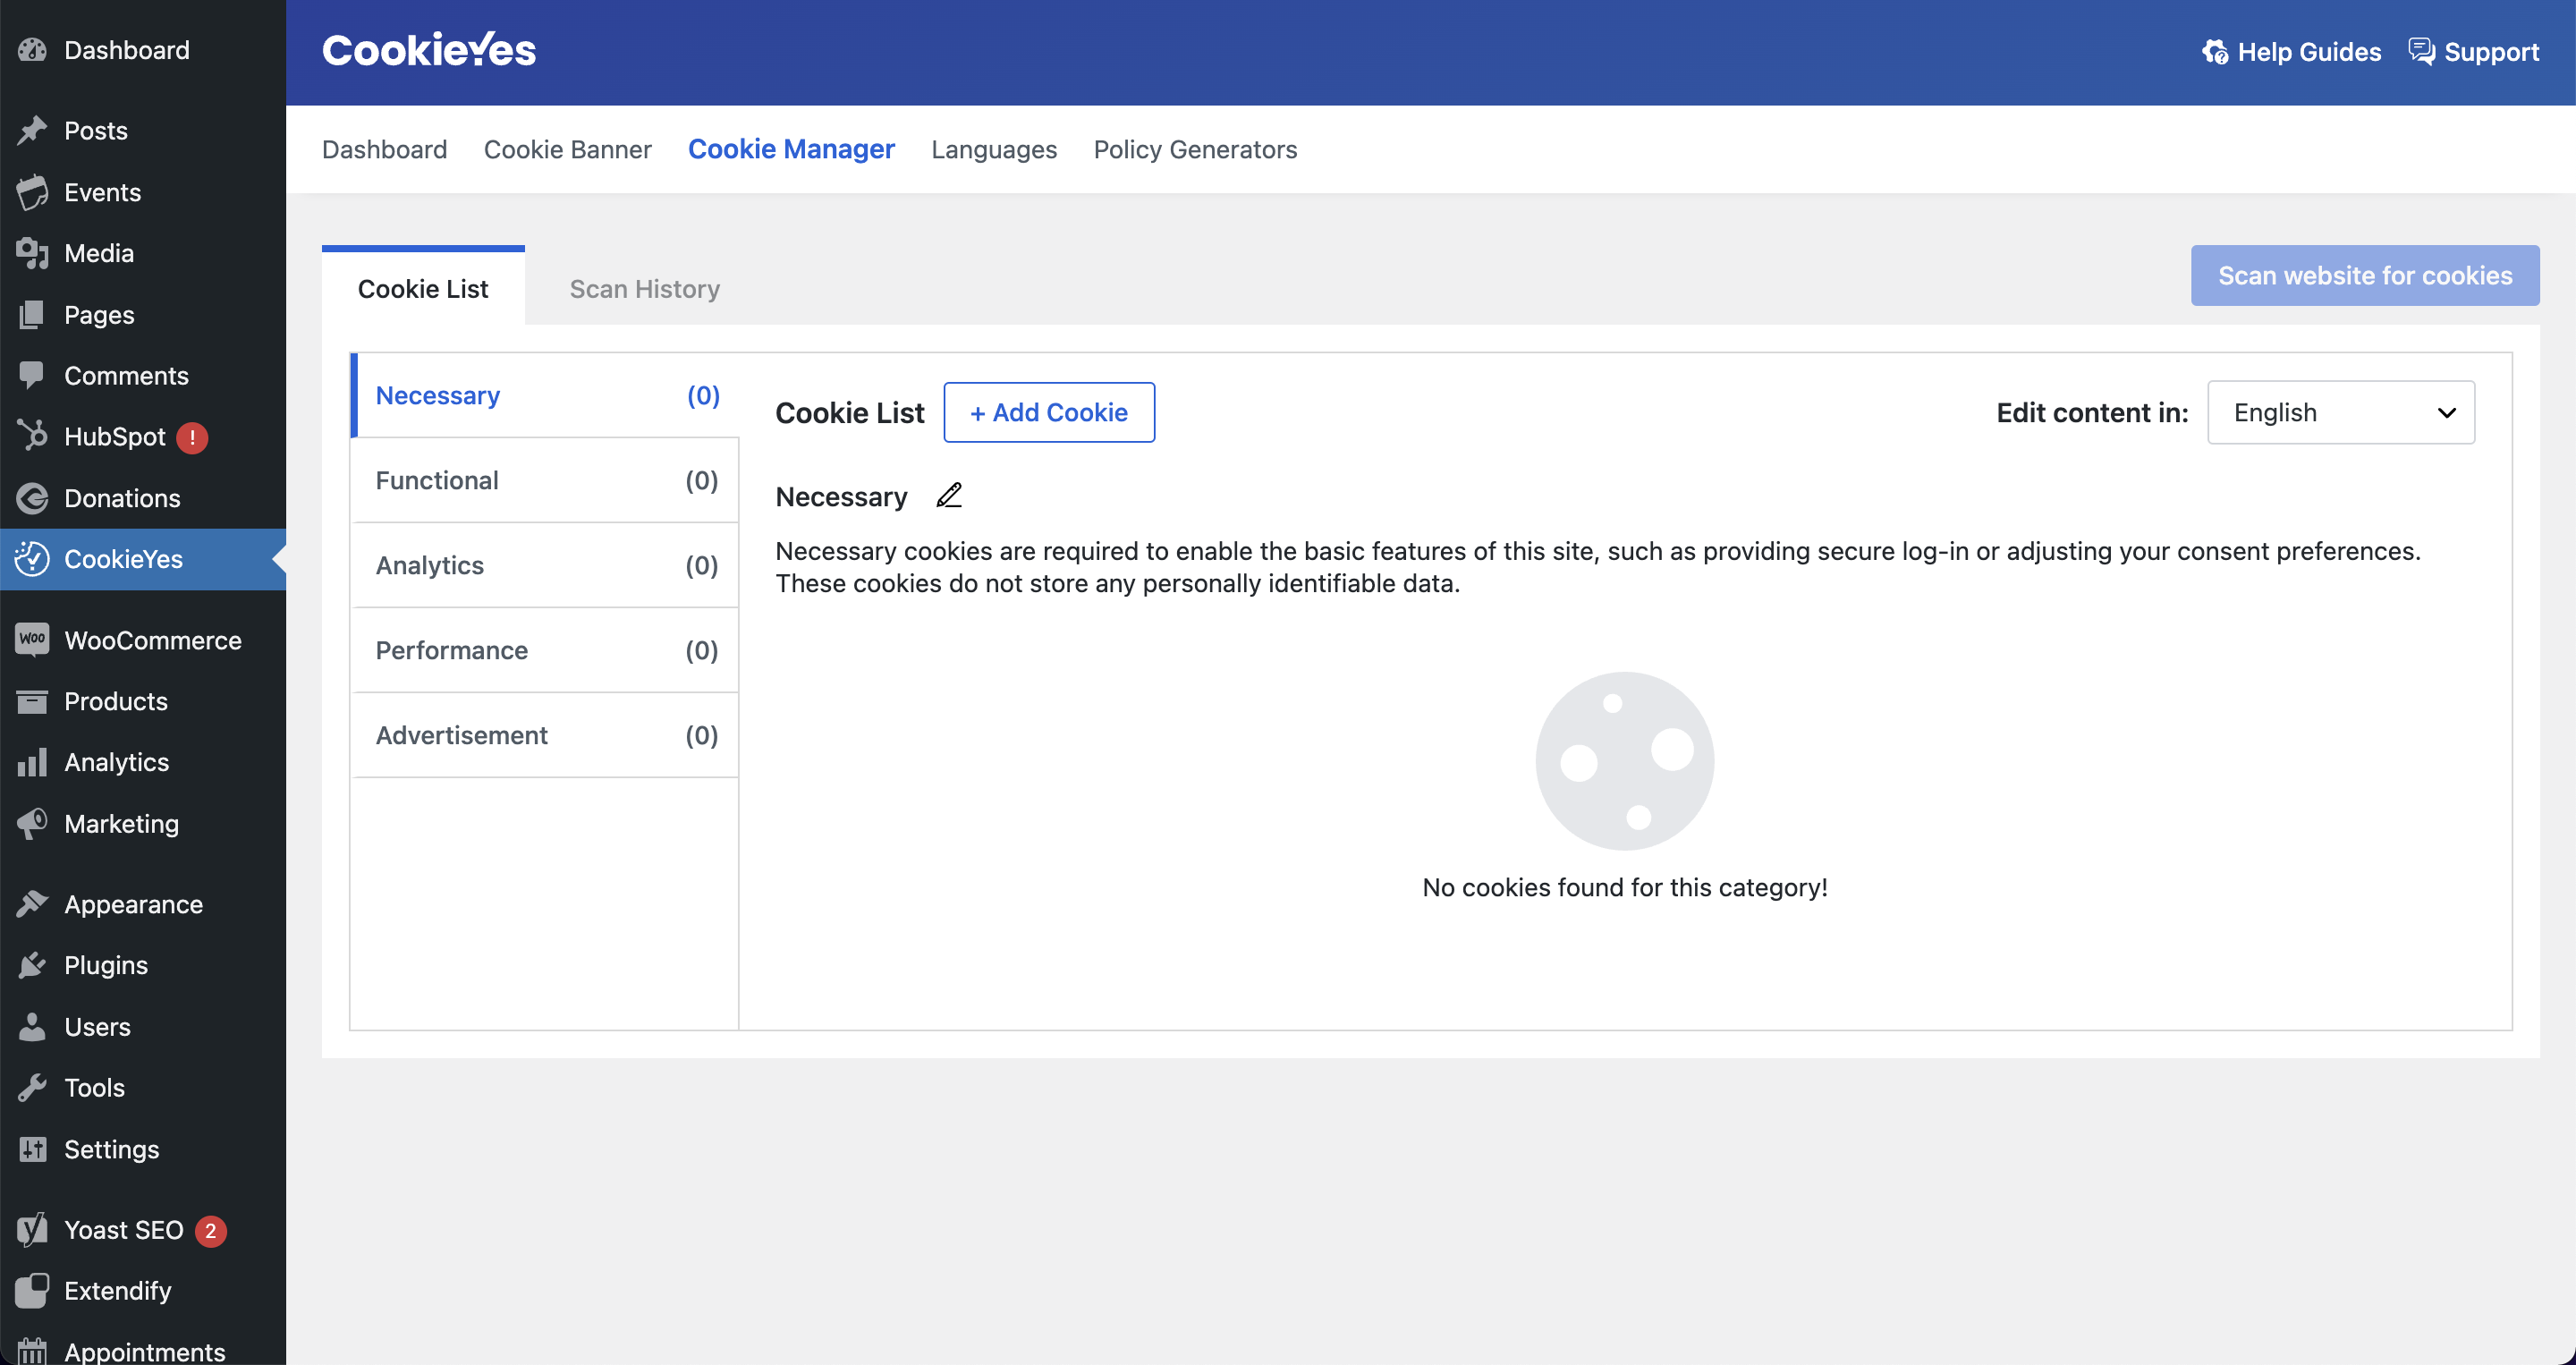 Dashboard
Posts
Events
Media
Pages
Comments
HubSpot !
Donations
CookieYes
WooCommerce
Products
Analytics
Marketing
Appearance
Plugins
Users
Tools
Settings
Yoast SEO 2
Extendify
Appointments
CookieYes
Help Guides
Support
Dashboard
Cookie Banner
Cookie Manager
Languages
Policy Generators
Cookie List
Scan History
Scan website for cookies
Necessary (0)
Functional (0)
Analytics (0)
Performance (0)
Advertisement (0)
Cookie List
+ Add Cookie
Edit content in:
English
Necessary
Necessary cookies are required to enable the basic features of this site, such as providing secure log-in or adjusting your consent preferences.
These cookies do not store any personally identifiable data.
No cookies found for this category!